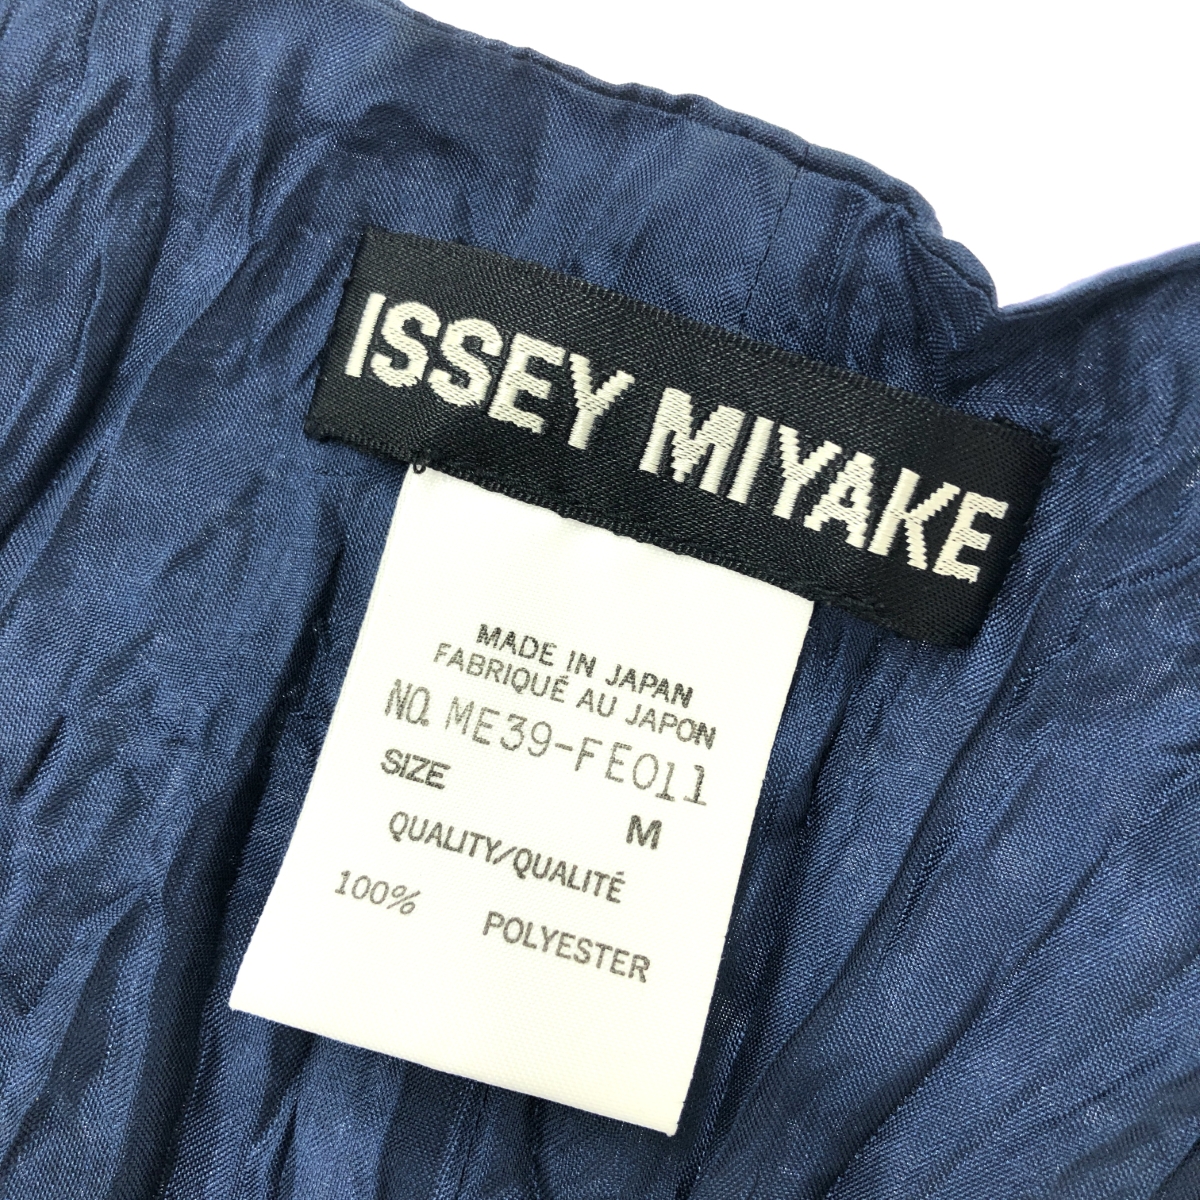 ISSEY MIYAKE
MADE IN JAPAN
FABRIQUÉ AU JAPON
NO. ME39-FE011
SIZE
M
QUALITY/QUALITÉ
100% POLYESTER